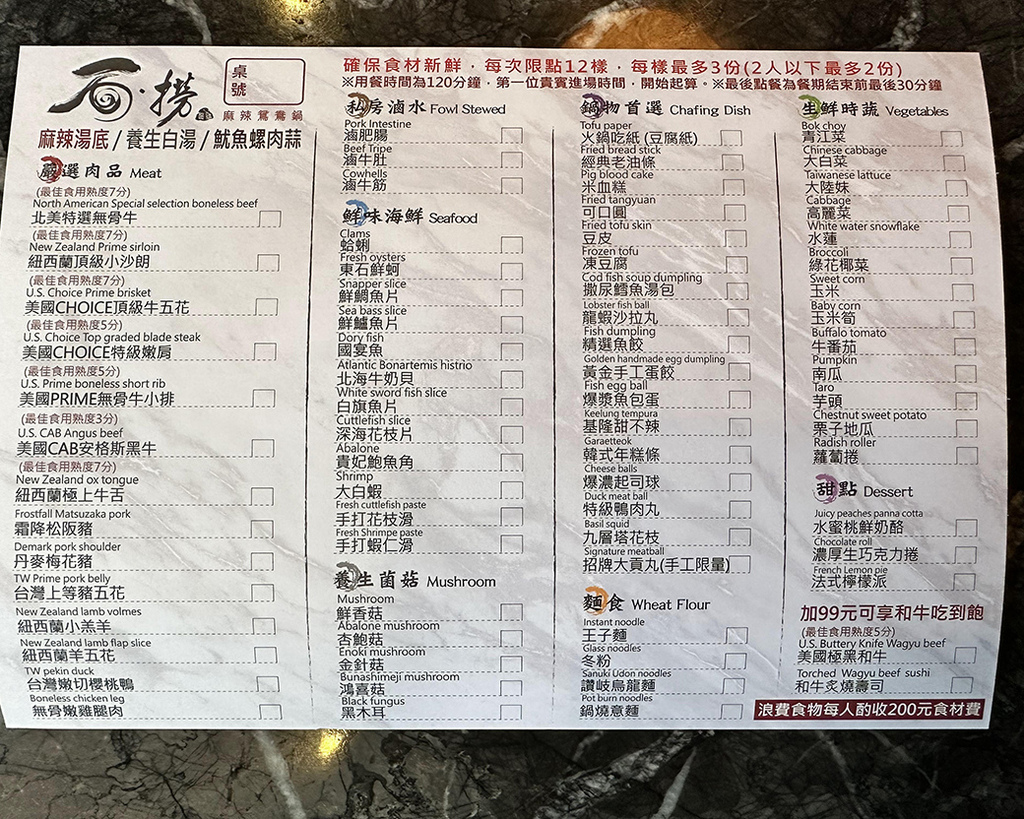 石·撈
麻辣鴛鴦鍋
桌號
確保食材新鮮，每次限點12樣，每樣最多3份(2人以下最多2份)
※用餐時間為120分鐘，第一位貴賓進場時間，開始起算。※最後點餐為餐期結束前最後30分鐘
麻辣湯底/養生白湯/魷魚螺肉蒜
嚴選肉品 Meat
(最佳食用熟度7分)
North American Special selection boneless beef
北美特選無骨牛
(最佳食用熟度7分)
New Zealand Prime sirloin
紐西蘭頂級小沙朗
(最佳食用熟度7分)
U.S. Choice Prime brisket
美國CHOICE頂級牛五花
(最佳食用熟度5分)
U.S. Choice Top graded blade steak
美國CHOICE特級嫩肩
(最佳食用熟度5分)
U.S. Prime boneless short rib
美國PRIME無骨牛小排
(最佳食用熟度3分)
U.S. CAB Angus beef
美國CAB安格斯黑牛
(最佳食用熟度7分)
New Zealand ox tongue
紐西蘭極上牛舌
Frostfall Matsuzaka pork
霜降松阪豬
Demark pork shoulder
丹麥梅花豬
TW Prime pork belly
台灣上等豬五花
New Zealand lamb volmes
紐西蘭小羔羊
New Zealand lamb flap slice
紐西蘭羊五花
TW pekin duck
台灣嫩切櫻桃鴨
Boneless chicken leg
無骨嫩雞腿肉
私房滷水 Fowl Stewed
Pork Intestine
滷肥腸
Beef Tripe
滷牛肚
Cowhells
滷牛筋
鮮味海鮮 Seafood
Clams
蛤蜊
Fresh oysters
東石鮮蚵
Snapper slice
鮮鯛魚片
Sea bass slice
鮮鱸魚片
Dory fish
國宴魚
Atlantic Bonartemis histrio
北海牛奶貝
White sword fish slice
白旗魚片
Cuttlefish slice
深海花枝片
Abalone
貴妃鮑魚角
Shrimp
大白蝦
Fresh cuttlefish paste
手打花枝滑
Fresh Shrimpe paste
手打蝦仁滑
養生菌菇 Mushroom
Mushroom
鮮香菇
Abalone mushroom
杏鮑菇
Enoki mushroom
金針菇
Bunashimeji mushroom
鴻喜菇
Black fungus
黑木耳
鍋物首選 Chafing Dish
Tofu paper
火鍋吃紙 (豆腐紙)
Fried bread stick
經典老油條
Pig blood cake
米血糕
Fried tangyuan
可口圓
Fried tofu skin
豆皮
Frozen tofu
凍豆腐
Cod fish soup dumpling
撒尿鱈魚湯包
Lobster fish ball
龍蝦沙拉丸
Fish dumpling
精選魚餃
Golden handmade egg dumpling
黃金手工蛋餃
Fish egg ball
爆漿魚包蛋
Keelung tempura
基隆甜不辣
Garaetteok
韓式年糕條
Cheese balls
爆濃起司球
Duck meat ball
特級鴨肉丸
Basil squid
九層塔花枝
Signature meatball
招牌大貢丸(手工限量)
麵食 Wheat Flour
Instant noodle
王子麵
Glass noodles
冬粉
Sanuki Udon noodles
讚岐烏龍麵
Pot burn noodles
鍋燒意麵
生鮮時蔬 Vegetables
Bok choy
青江菜
Chinese cabbage
大白菜
Taiwanese lattuce
大陸妹
Cabbage
高麗菜
White water snowflake
水蓮
Broccoli
綠花椰菜
Sweet corn
玉米
Baby corn
玉米筍
Buffalo tomato
牛番茄
Pumpkin
南瓜
Taro
芋頭
Chestnut sweet potato
栗子地瓜
Radish roller
蘿蔔捲
甜點 Dessert
Juicy peaches panna cotta
水蜜桃鮮奶酪
Chocolate roll
濃厚生巧克力捲
French Lemon pie
法式檸檬派
加99元可享和牛吃到飽
(最佳食用熟度5分)
U.S. Buttery Knife Wagyu beef
美國極黑和牛
Torched Wagyu beef sushi
和牛炙燒壽司
浪費食物每人酌收200元食材費